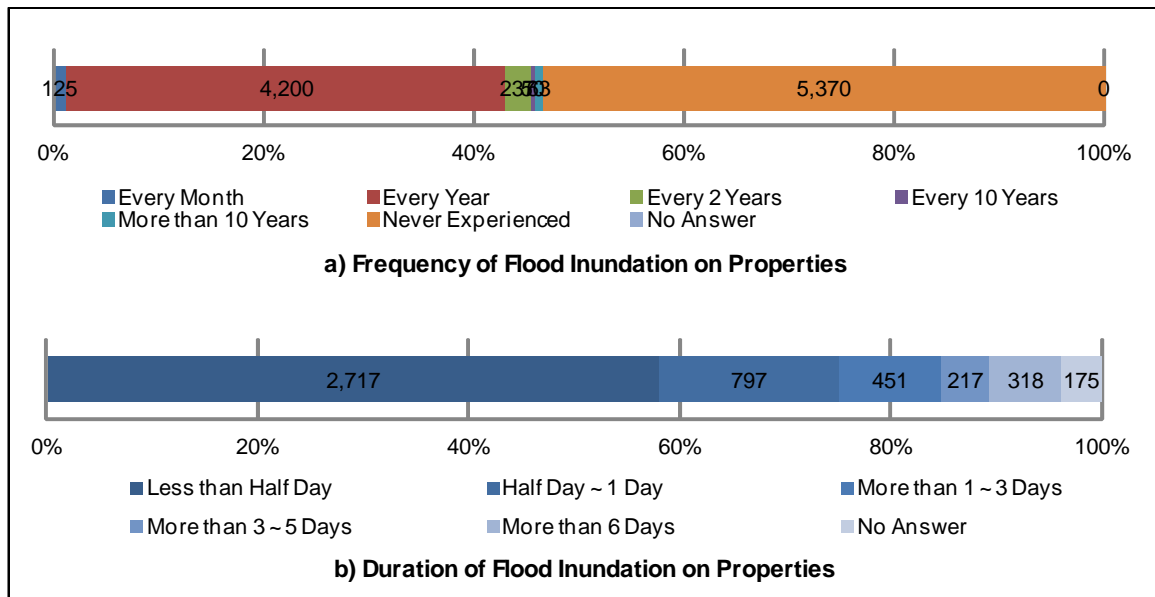 125 4,200 5,370 0
0% 20% 40% 60% 80% 100%
Every Month Every Year Every 2 Years Every 10 Years
More than 10 Years Never Experienced No Answer
a) Frequency of Flood Inundation on Properties
2,717 797 451 217 318 175
0% 20% 40% 60% 80% 100%
Less than Half Day Half Day ~ 1 Day More than 1 ~ 3 Days
More than 3 ~ 5 Days More than 6 Days No Answer
b) Duration of Flood Inundation on Properties